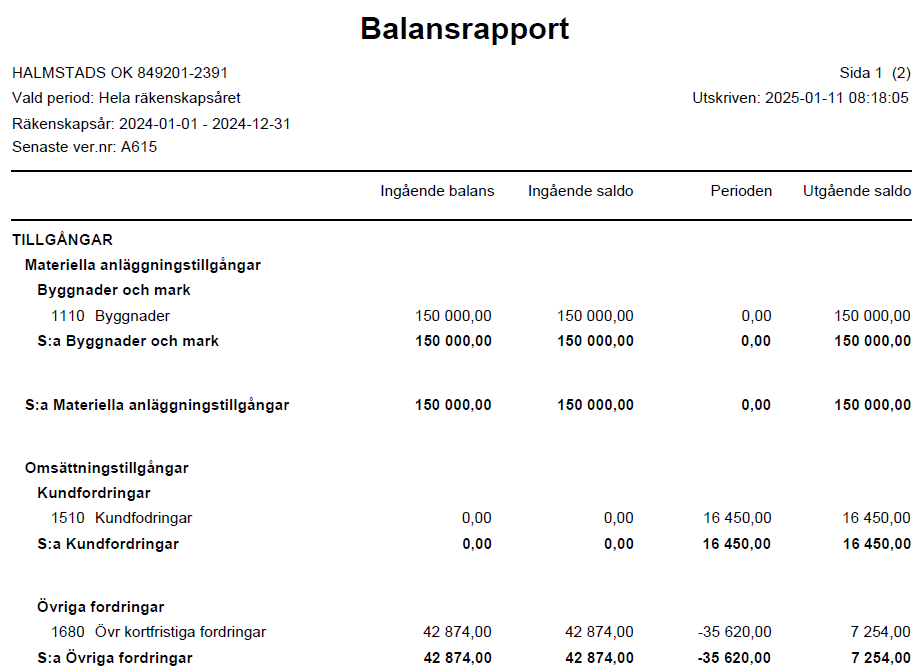 Balansrapport
HALMSTADS OK 849201-2391 Sida 1 (2)
Vald period: Hela räkenskapsåret Utskriven: 2025-01-11 08:18:05
Räkenskapsår: 2024-01-01 - 2024-12-31
Senaste ver.nr: A615
Ingående balans Ingående saldo Perioden Utgående saldo
TILLGÅNGAR
Materiella anläggningstillgångar
Byggnader och mark
1110 Byggnader 150 000,00 150 000,00 0,00 150 000,00
S:a Byggnader och mark 150 000,00 150 000,00 0,00 150 000,00
S:a Materiella anläggningstillgångar 150 000,00 150 000,00 0,00 150 000,00
Omsättningstillgångar
Kundfordringar
1510 Kundfodringar 0,00 0,00 16 450,00 16 450,00
S:a Kundfordringar 0,00 0,00 16 450,00 16 450,00
Övriga fordringar
1680 Övr kortfristiga fordringar 42 874,00 42 874,00 -35 620,00 7 254,00
S:a Övriga fordringar 42 874,00 42 874,00 -35 620,00 7 254,00